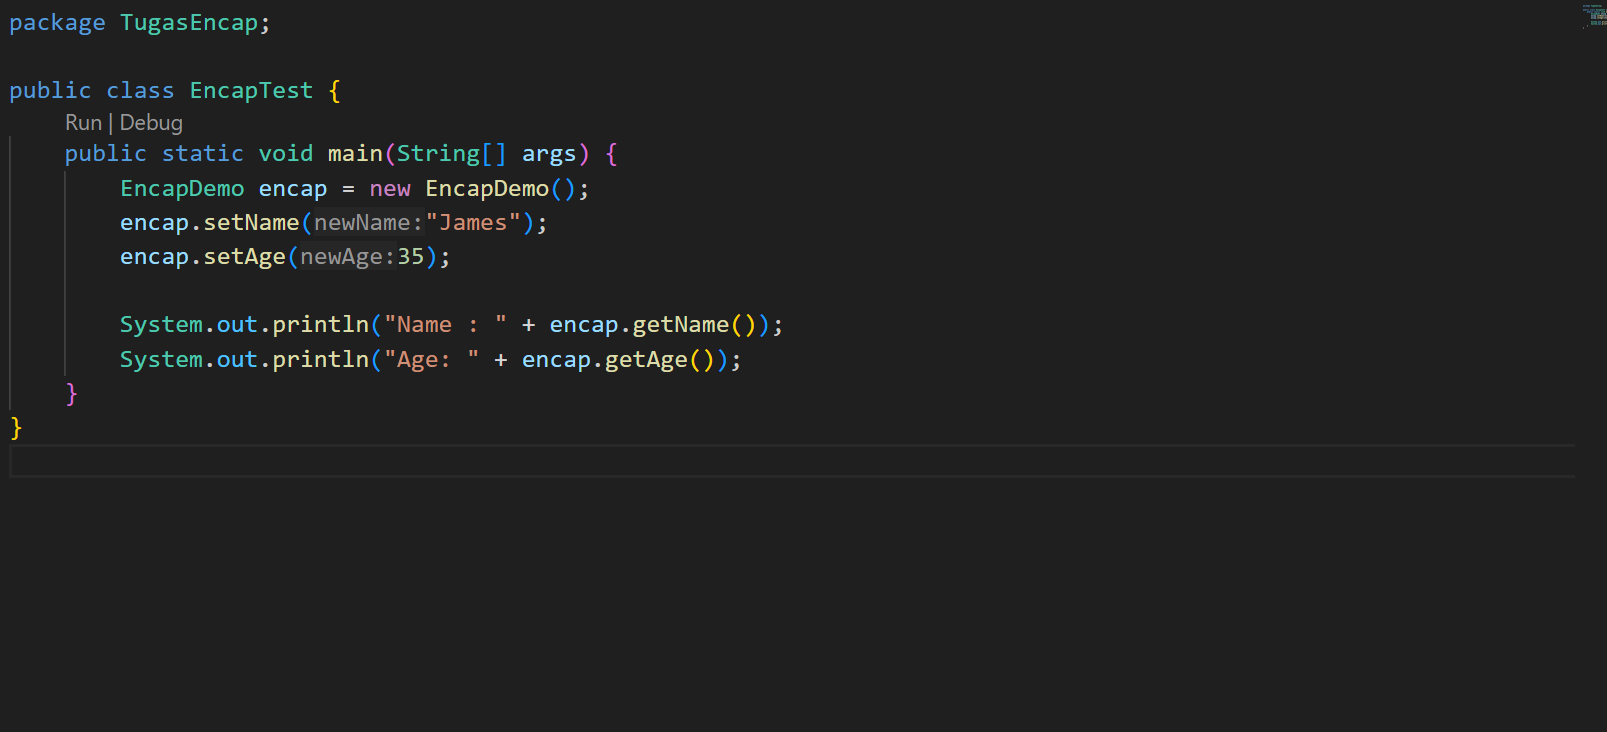 package TugasEncap;
public class EncapTest {
Run | Debug
public static void main(String[] args) {
EncapDemo encap = new EncapDemo();
encap.setName(newName:"James");
encap.setAge(newAge:35);
System.out.println("Name : " + encap.getName());
System.out.println("Age: " + encap.getAge());
}
}